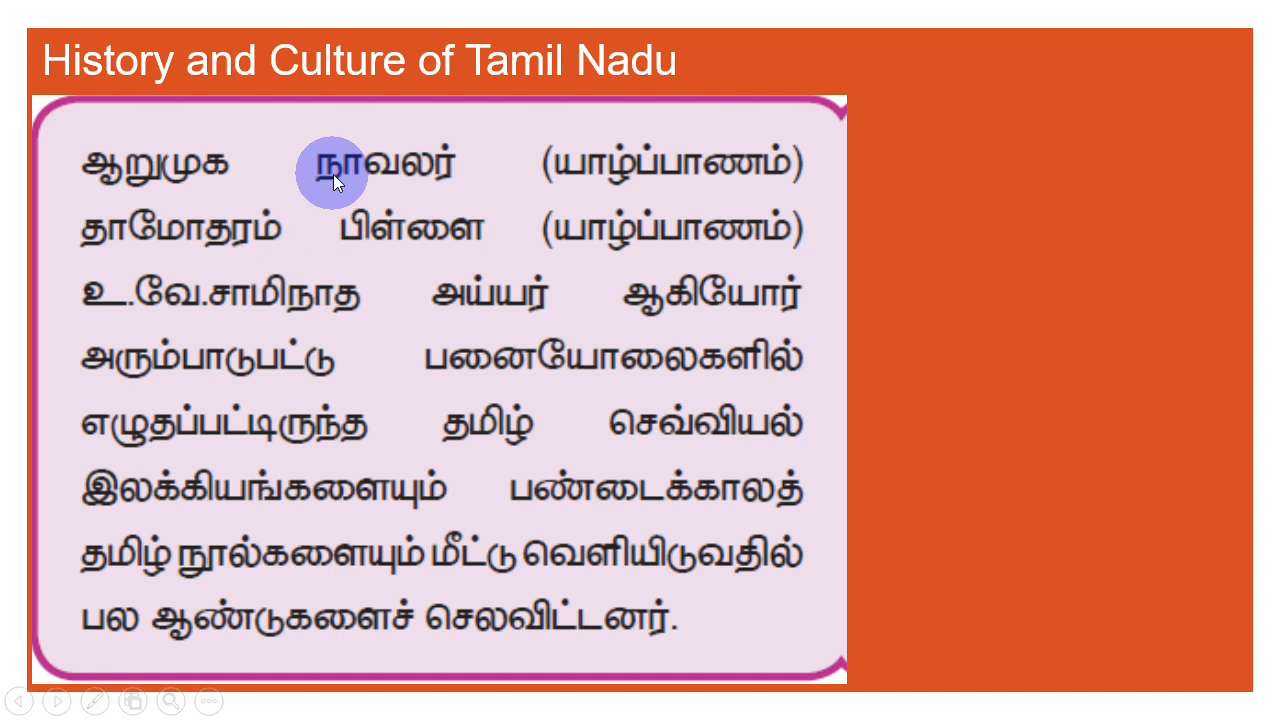 History and Culture of Tamil Nadu
ஆறுமுக நாவலர் (யாழ்ப்பாணம்)
தாமோதரம் பிள்ளை (யாழ்ப்பாணம்)
உ.வே.சாமிநாத அய்யர் ஆகியோர்
அரும்பாடுபட்டு பனையோலைகளில்
எழுதப்பட்டிருந்த தமிழ் செவ்வியல்
இலக்கியங்களையும் பண்டைக்காலத்
தமிழ் நூல்களையும் மீட்டு வெளியிடுவதில்
பல ஆண்டுகளைச் செலவிட்டனர்.